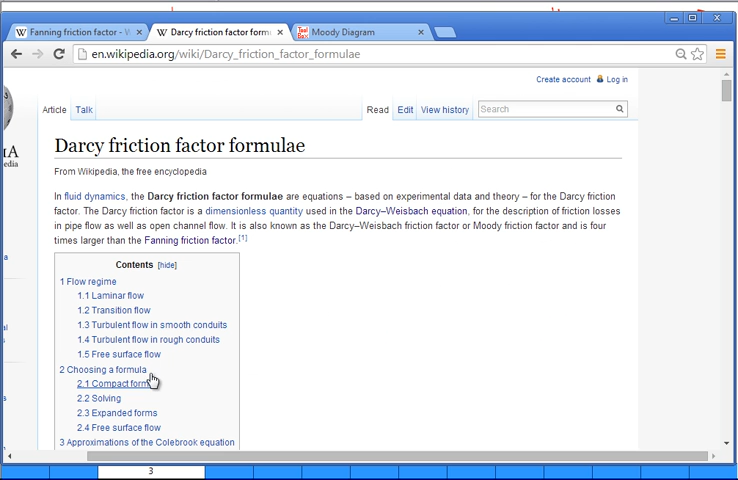 Fanning friction factor - W
Darcy friction factor form
Moody Diagram
en.wikipedia.org/wiki/Darcy_friction_factor_formulae
Create account Log in
Article Talk Read Edit View history Search
Darcy friction factor formulae
From Wikipedia, the free encyclopedia
In fluid dynamics, the Darcy friction factor formulae are equations – based on experimental data and theory – for the Darcy friction
factor. The Darcy friction factor is a dimensionless quantity used in the Darcy–Weisbach equation, for the description of friction losses
in pipe flow as well as open channel flow. It is also known as the Darcy–Weisbach friction factor or Moody friction factor and is four
times larger than the Fanning friction factor.[1]
Contents [hide]
1 Flow regime
1.1 Laminar flow
1.2 Transition flow
1.3 Turbulent flow in smooth conduits
1.4 Turbulent flow in rough conduits
1.5 Free surface flow
2 Choosing a formula
2.1 Compact form
2.2 Solving
2.3 Expanded forms
2.4 Free surface flow
3 Approximations of the Colebrook equation
3